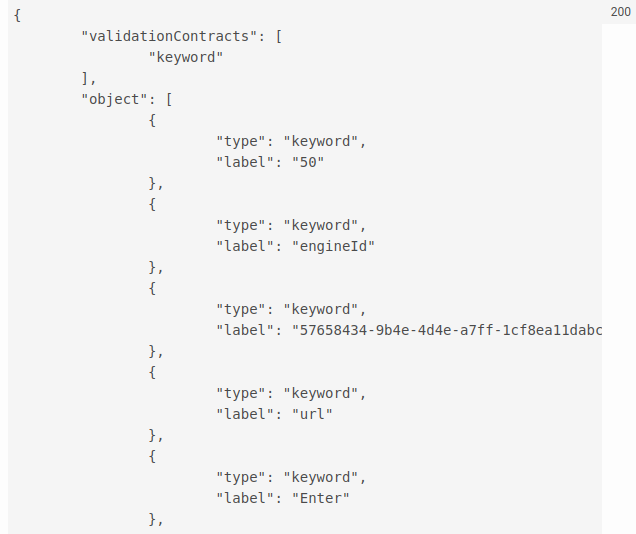 {
200
"validationContracts": [
"keyword"
],
"object": [
{
"type": "keyword",
"label": "50"
},
{
"type": "keyword",
"label": "engineId"
},
{
"type": "keyword",
"label": "57658434-9b4e-4d4e-a7ff-1cf8ea11dabc
},
{
"type": "keyword",
"label": "url"
},
{
"type": "keyword",
"label": "Enter"
},